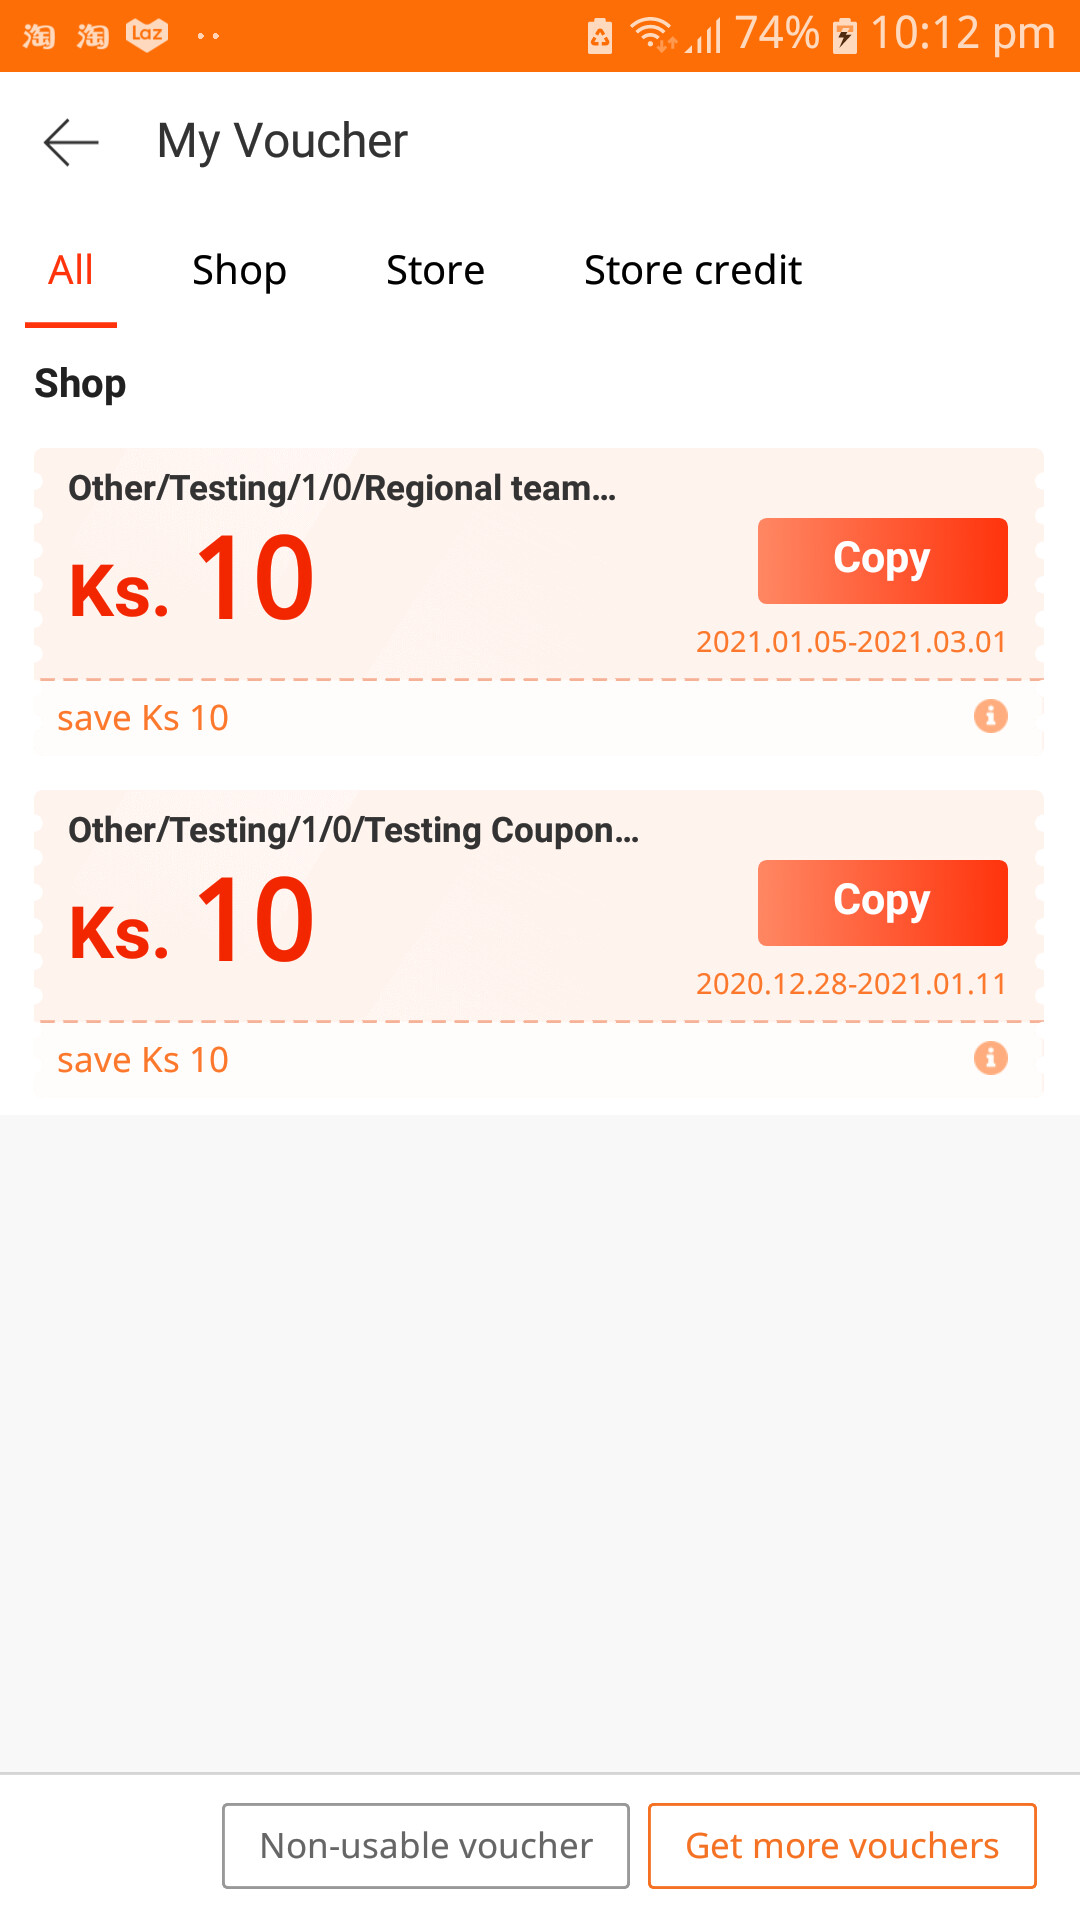 淘 淘 Laz 74% 10:12 pm
My Voucher
All Shop Store Store credit
Shop
Other/Testing/1/0/Regional team...
Ks. 10
Copy
2021.01.05-2021.03.01
save Ks 10
Other/Testing/1/0/Testing Coupon...
Ks. 10
Copy
2020.12.28-2021.01.11
save Ks 10
Non-usable voucher Get more vouchers